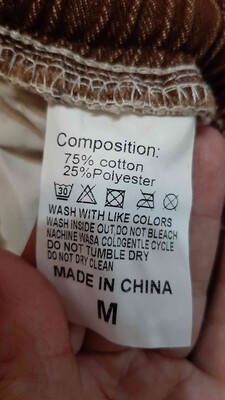 Composition:
75% cotton
25%Polyester
30
WASH WITH LIKE COLORS
WASH INSIDE OUT,DO NOT BLEACH
NACHINE WASA COLDGENTLE CYCLE
DO NOT TUMBLE DRY
DO NOT DRY CLEAN
MADE IN CHINA
M